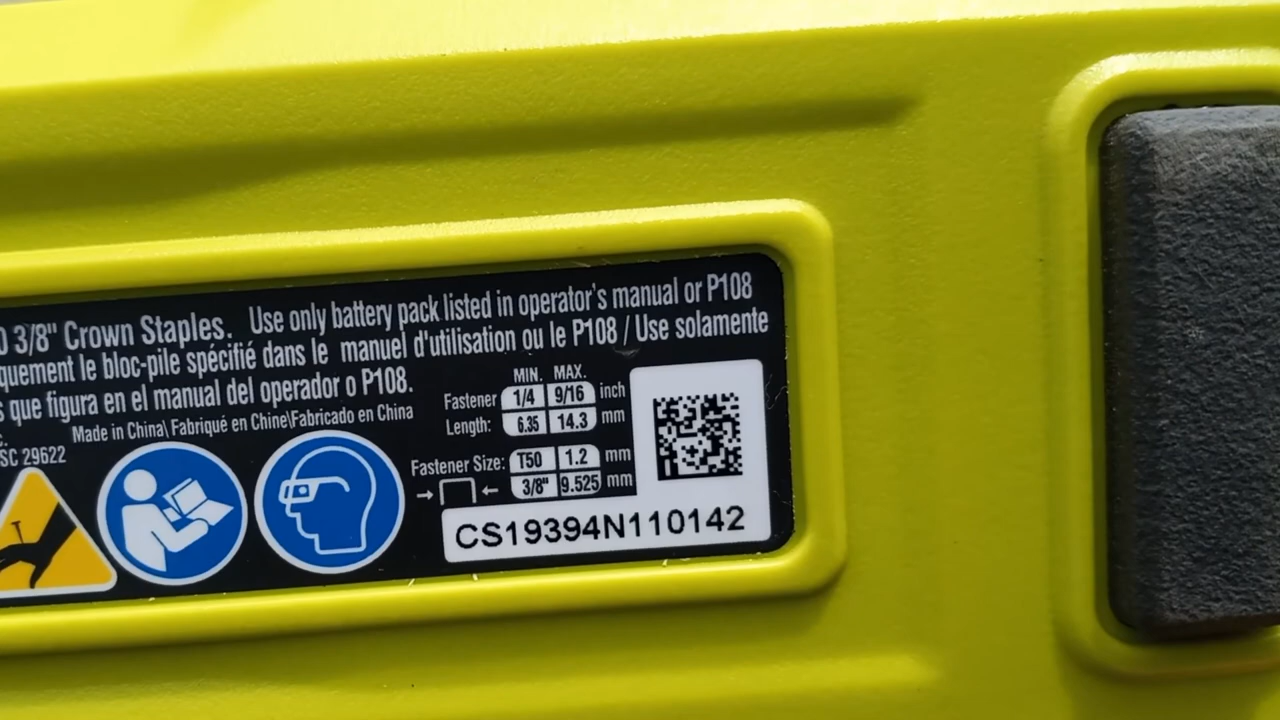 3/8" Crown Staples. Use only battery pack listed in operator's manual or P108
le bloc-pile spécifié dans le manuel d'utilisation ou le P108 / Use solamente
que figura en el manual del operador o P108.
Made in China\ Fabriqué en Chine\Fabricado en China
SC 29622
MIN. MAX.
Fastener 1/4 9/16 inch
Length: 6.35 14.3 mm
Fastener Size: T50 1.2 mm
3/8" 9.525 mm
CS19394N110142